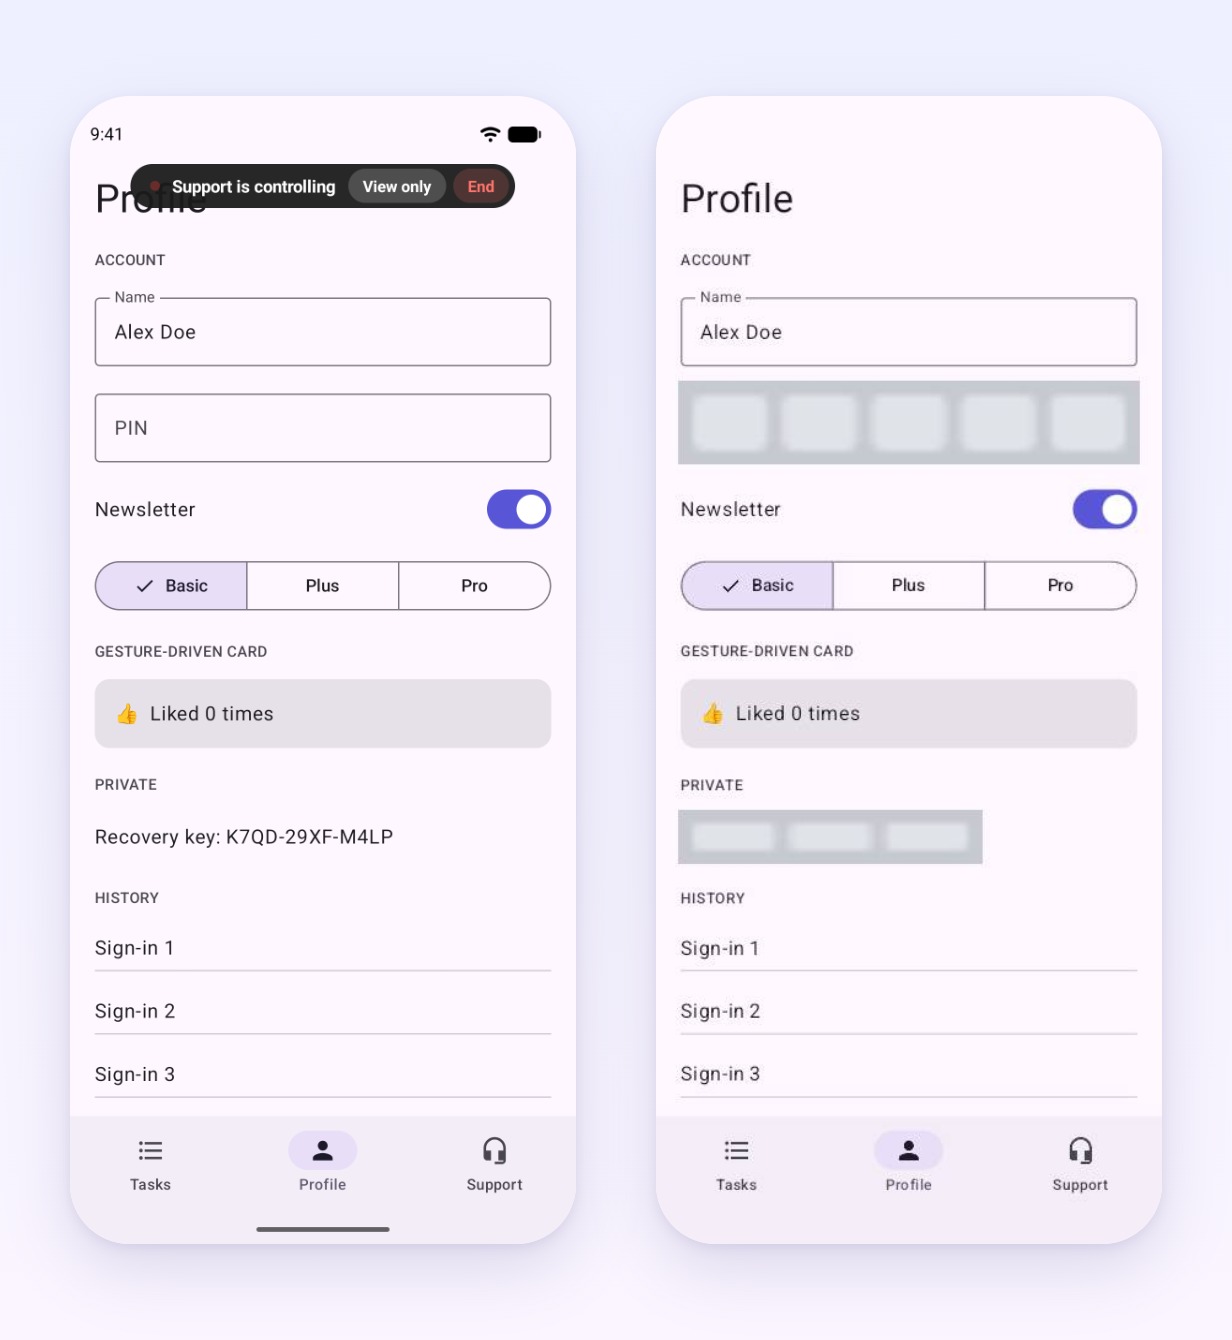 9:41
Support is controlling View only End
Profile
ACCOUNT
Name
Alex Doe
PIN
Newsletter
Basic Plus Pro
GESTURE-DRIVEN CARD
👍 Liked 0 times
PRIVATE
Recovery key: K7QD-29XF-M4LP
HISTORY
Sign-in 1
Sign-in 2
Sign-in 3
Tasks Profile Support
Profile
ACCOUNT
Name
Alex Doe
Newsletter
Basic Plus Pro
GESTURE-DRIVEN CARD
👍 Liked 0 times
PRIVATE
HISTORY
Sign-in 1
Sign-in 2
Sign-in 3
Tasks Profile Support